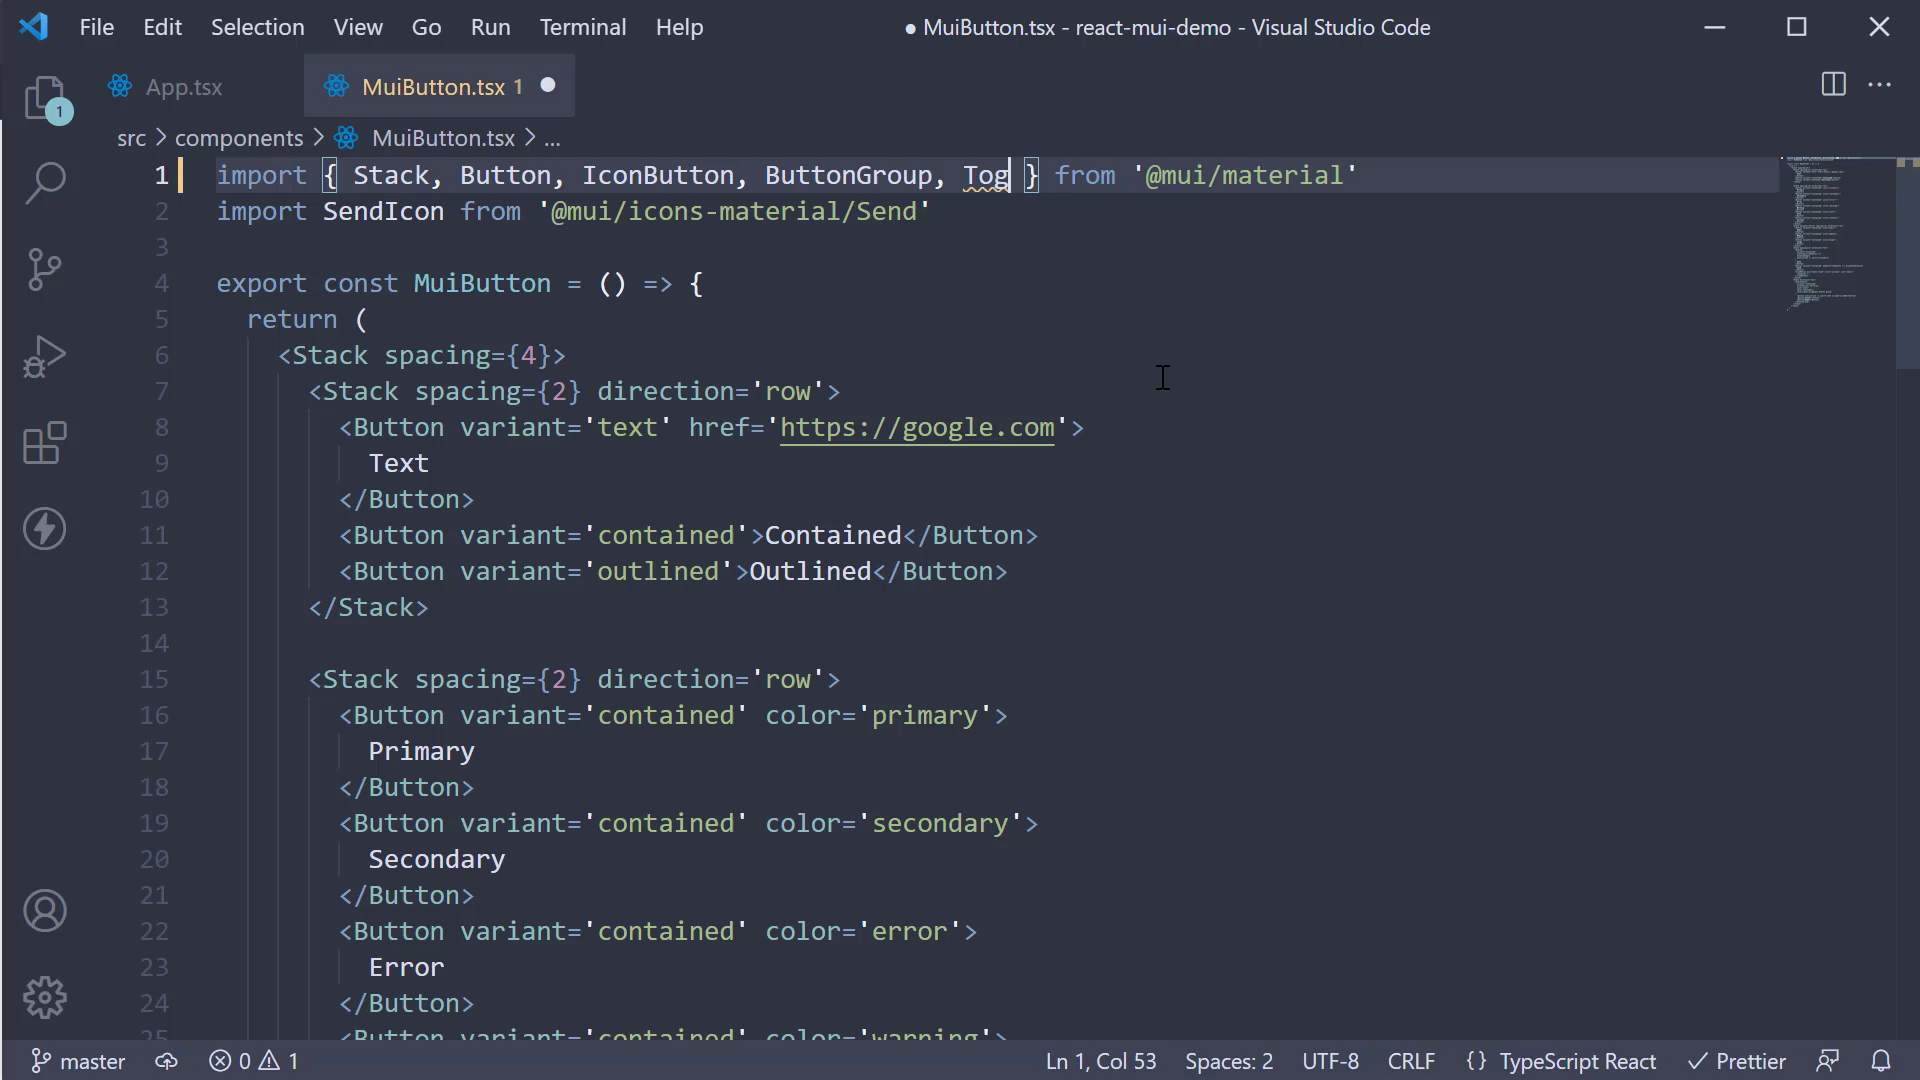 File Edit Selection View Go Run Terminal Help
● MuiButton.tsx - react-mui-demo - Visual Studio Code
1
App.tsx
MuiButton.tsx 1
src > components > MuiButton.tsx > ...
1 import { Stack, Button, IconButton, ButtonGroup, Tog } from '@mui/material'
2 import SendIcon from '@mui/icons-material/Send'
3
4 export const MuiButton = () => {
5 return (
6 <Stack spacing={4}>
7 <Stack spacing={2} direction='row'>
8 <Button variant='text' href='https://google.com'>
9 Text
10 </Button>
11 <Button variant='contained'>Contained</Button>
12 <Button variant='outlined'>Outlined</Button>
13 </Stack>
14
15 <Stack spacing={2} direction='row'>
16 <Button variant='contained' color='primary'>
17 Primary
18 </Button>
19 <Button variant='contained' color='secondary'>
20 Secondary
21 </Button>
22 <Button variant='contained' color='error'>
23 Error
24 </Button>
25 <Button variant='contained' color='warning'>
master 0 1 Ln 1, Col 53 Spaces: 2 UTF-8 CRLF {} TypeScript React Prettier